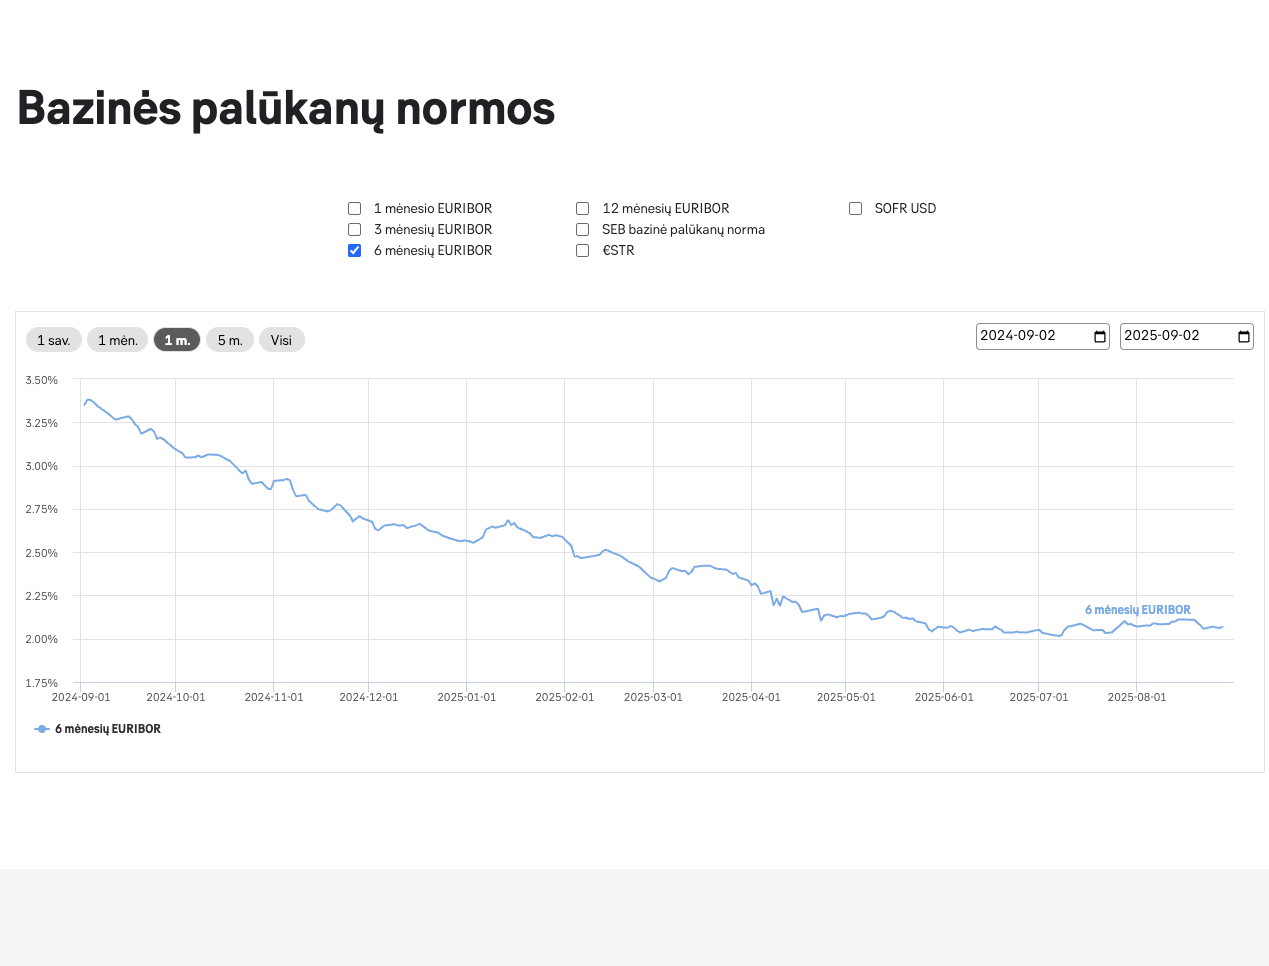 Bazinės palūkanų normos
1 mėnesio EURIBOR
3 mėnesių EURIBOR
6 mėnesių EURIBOR
12 mėnesių EURIBOR
SEB bazinė palūkanų norma
€STR
SOFR USD
1 sav. 1 mėn. 1 m. 5 m. Visi
2024-09-02 2025-09-02
3.50%
3.25%
3.00%
2.75%
2.50%
2.25%
2.00%
1.75%
6 mėnesių EURIBOR
2024-09-01 2024-10-01 2024-11-01 2024-12-01 2025-01-01 2025-02-01 2025-03-01 2025-04-01 2025-05-01 2025-06-01 2025-07-01 2025-08-01
6 mėnesių EURIBOR